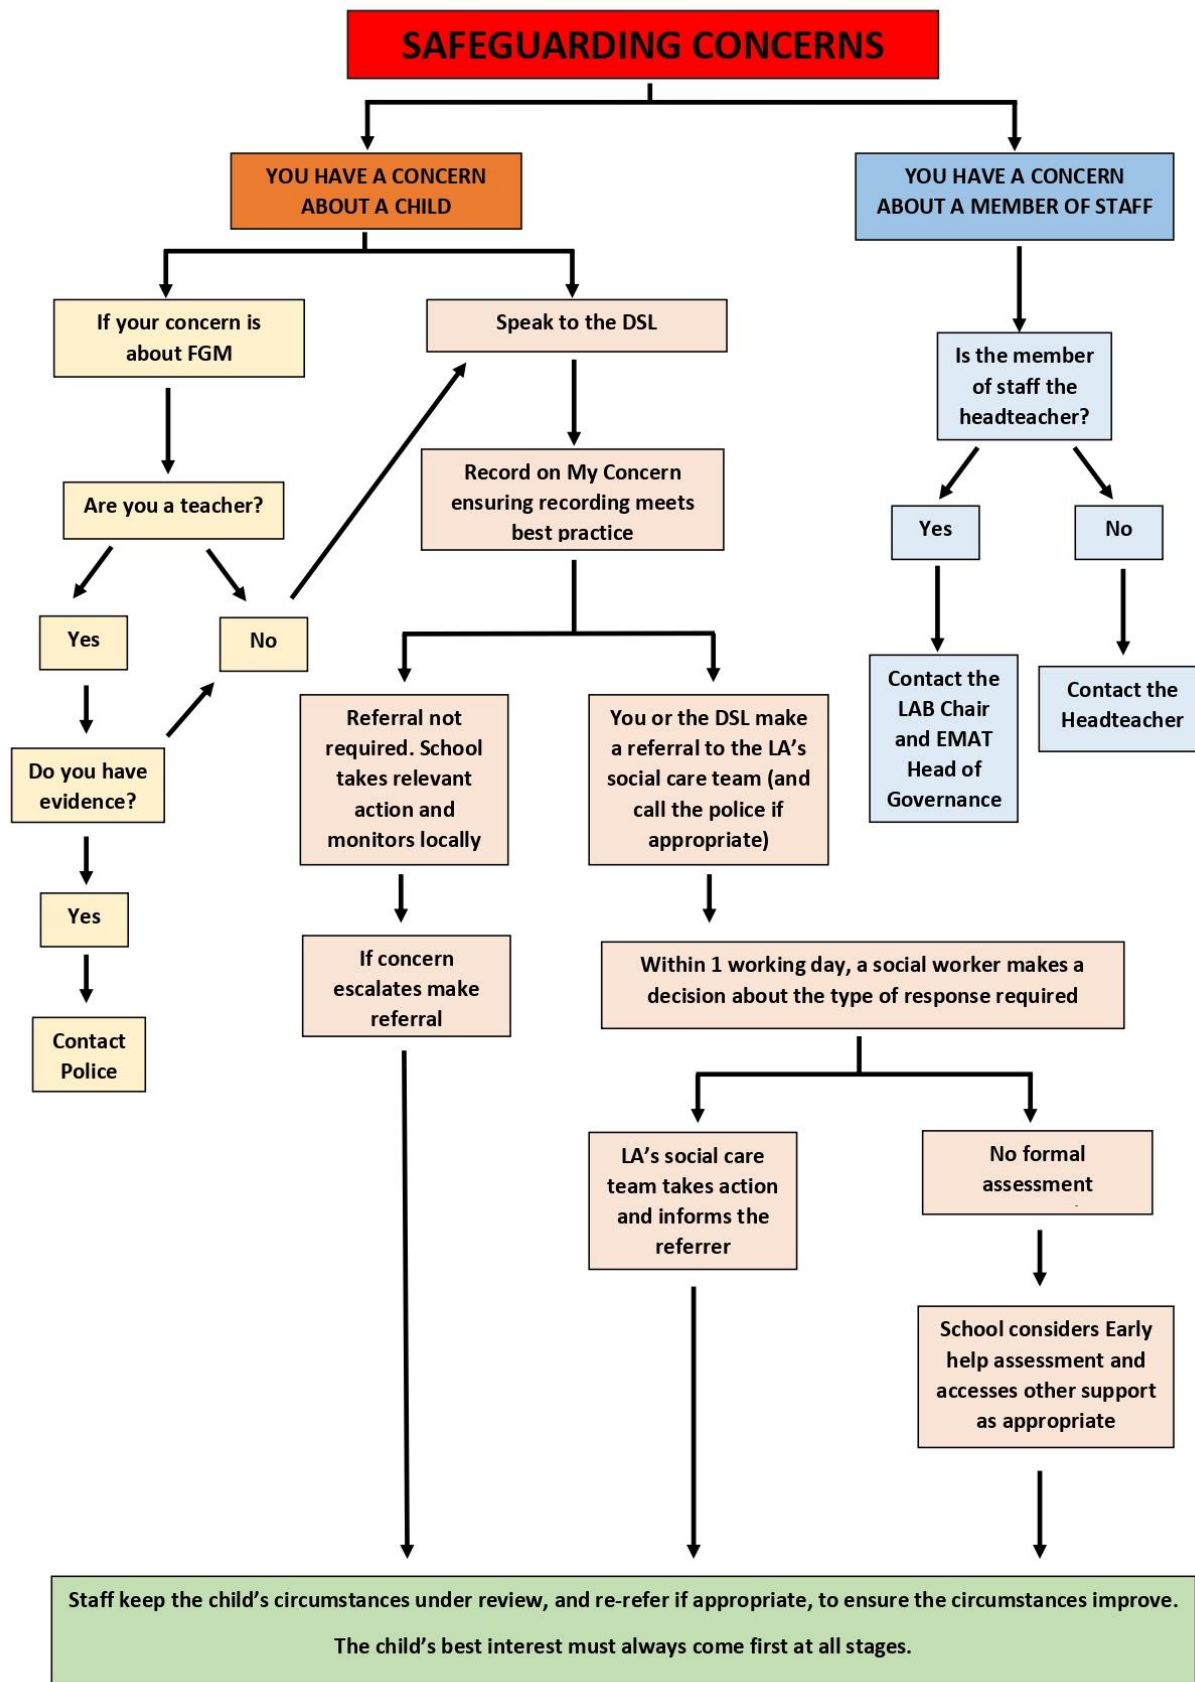 SAFEGUARDING CONCERNS
YOU HAVE A CONCERN
ABOUT A CHILD
YOU HAVE A CONCERN
ABOUT A MEMBER OF STAFF
If your concern is
about FGM
Speak to the DSL
Is the member
of staff the
headteacher?
Are you a teacher?
Record on My Concern
ensuring recording meets
best practice
Yes
No
Yes
No
Do you have
evidence?
Referral not
required. School
takes relevant
action and
monitors locally
You or the DSL make
a referral to the LA’s
social care team (and
call the police if
appropriate)
Contact the
LAB Chair
and EMAT
Head of
Governance
Contact the
Headteacher
Yes
Contact
Police
If concern
escalates make
referral
Within 1 working day, a social worker makes a
decision about the type of response required
LA’s social care
team takes action
and informs the
referrer
No formal
assessment
School considers Early
help assessment and
accesses other support
as appropriate
Staff keep the child’s circumstances under review, and re-refer if appropriate, to ensure the circumstances improve.
The child’s best interest must always come first at all stages.